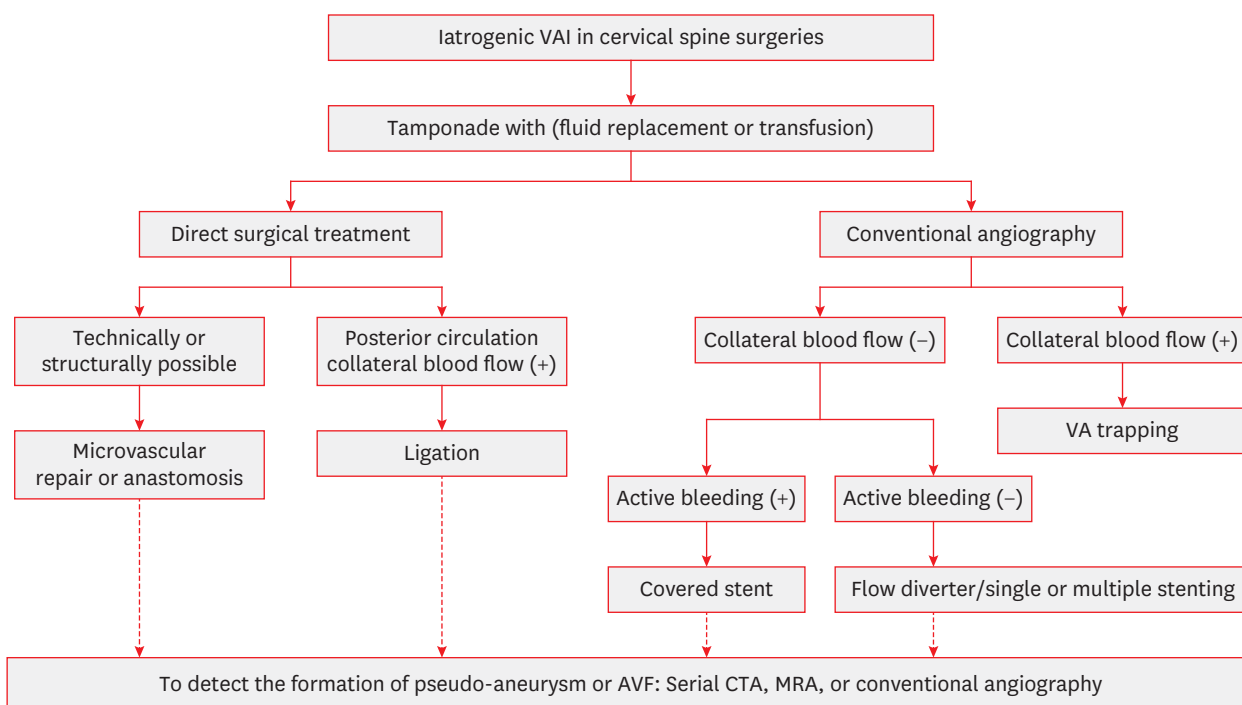 Iatrogenic VAI in cervical spine surgeries
Tamponade with (fluid replacement or transfusion)
Direct surgical treatment
Conventional angiography
Technically or
structurally possible
Posterior circulation
collateral blood flow (+)
Collateral blood flow (−)
Collateral blood flow (+)
Microvascular
repair or anastomosis
Ligation
VA trapping
Active bleeding (+)
Active bleeding (−)
Covered stent
Flow diverter/single or multiple stenting
To detect the formation of pseudo-aneurysm or AVF: Serial CTA, MRA, or conventional angiography